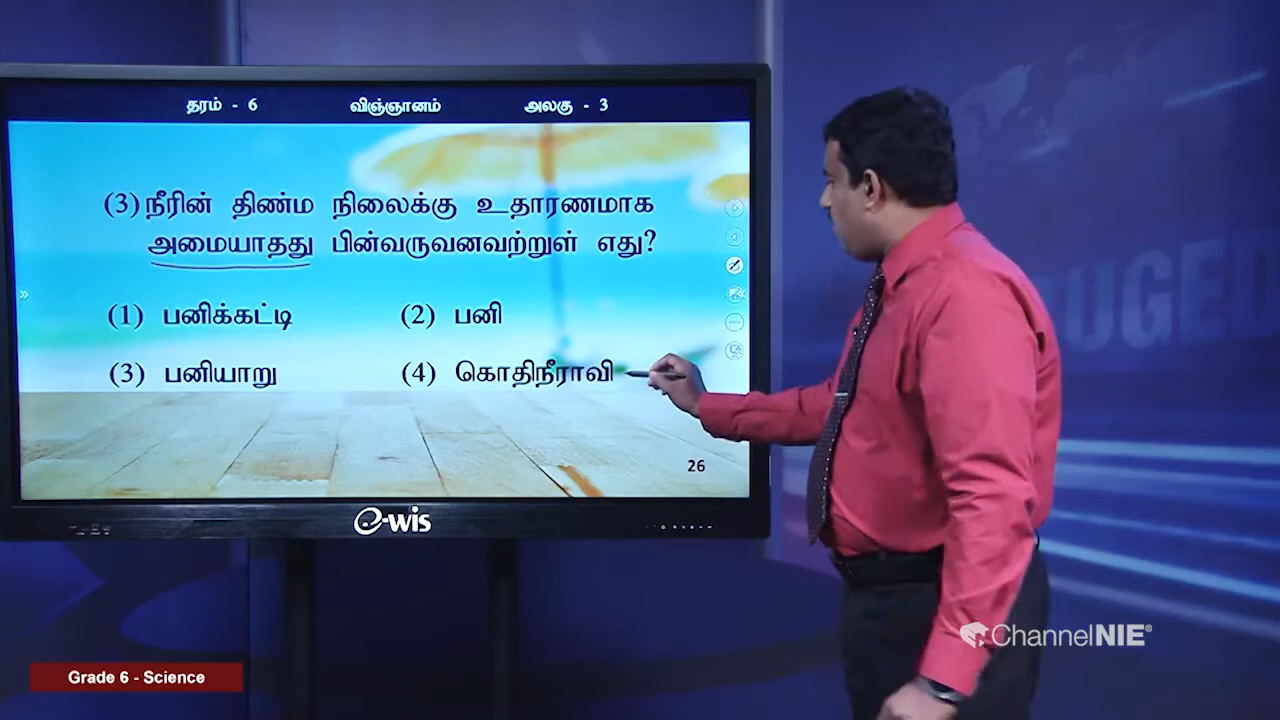 தரம் - 6 விஞ்ஞானம் அலகு - 3
(3) நீரின் திண்ம நிலைக்கு உதாரணமாக
அமையாதது பின்வருவனவற்றுள் எது?
(1) பனிக்கட்டி (2) பனி
(3) பனியாறு (4) கொதிநீராவி
26
e-wis
UGED
ChannelNIE®
Grade 6 - Science